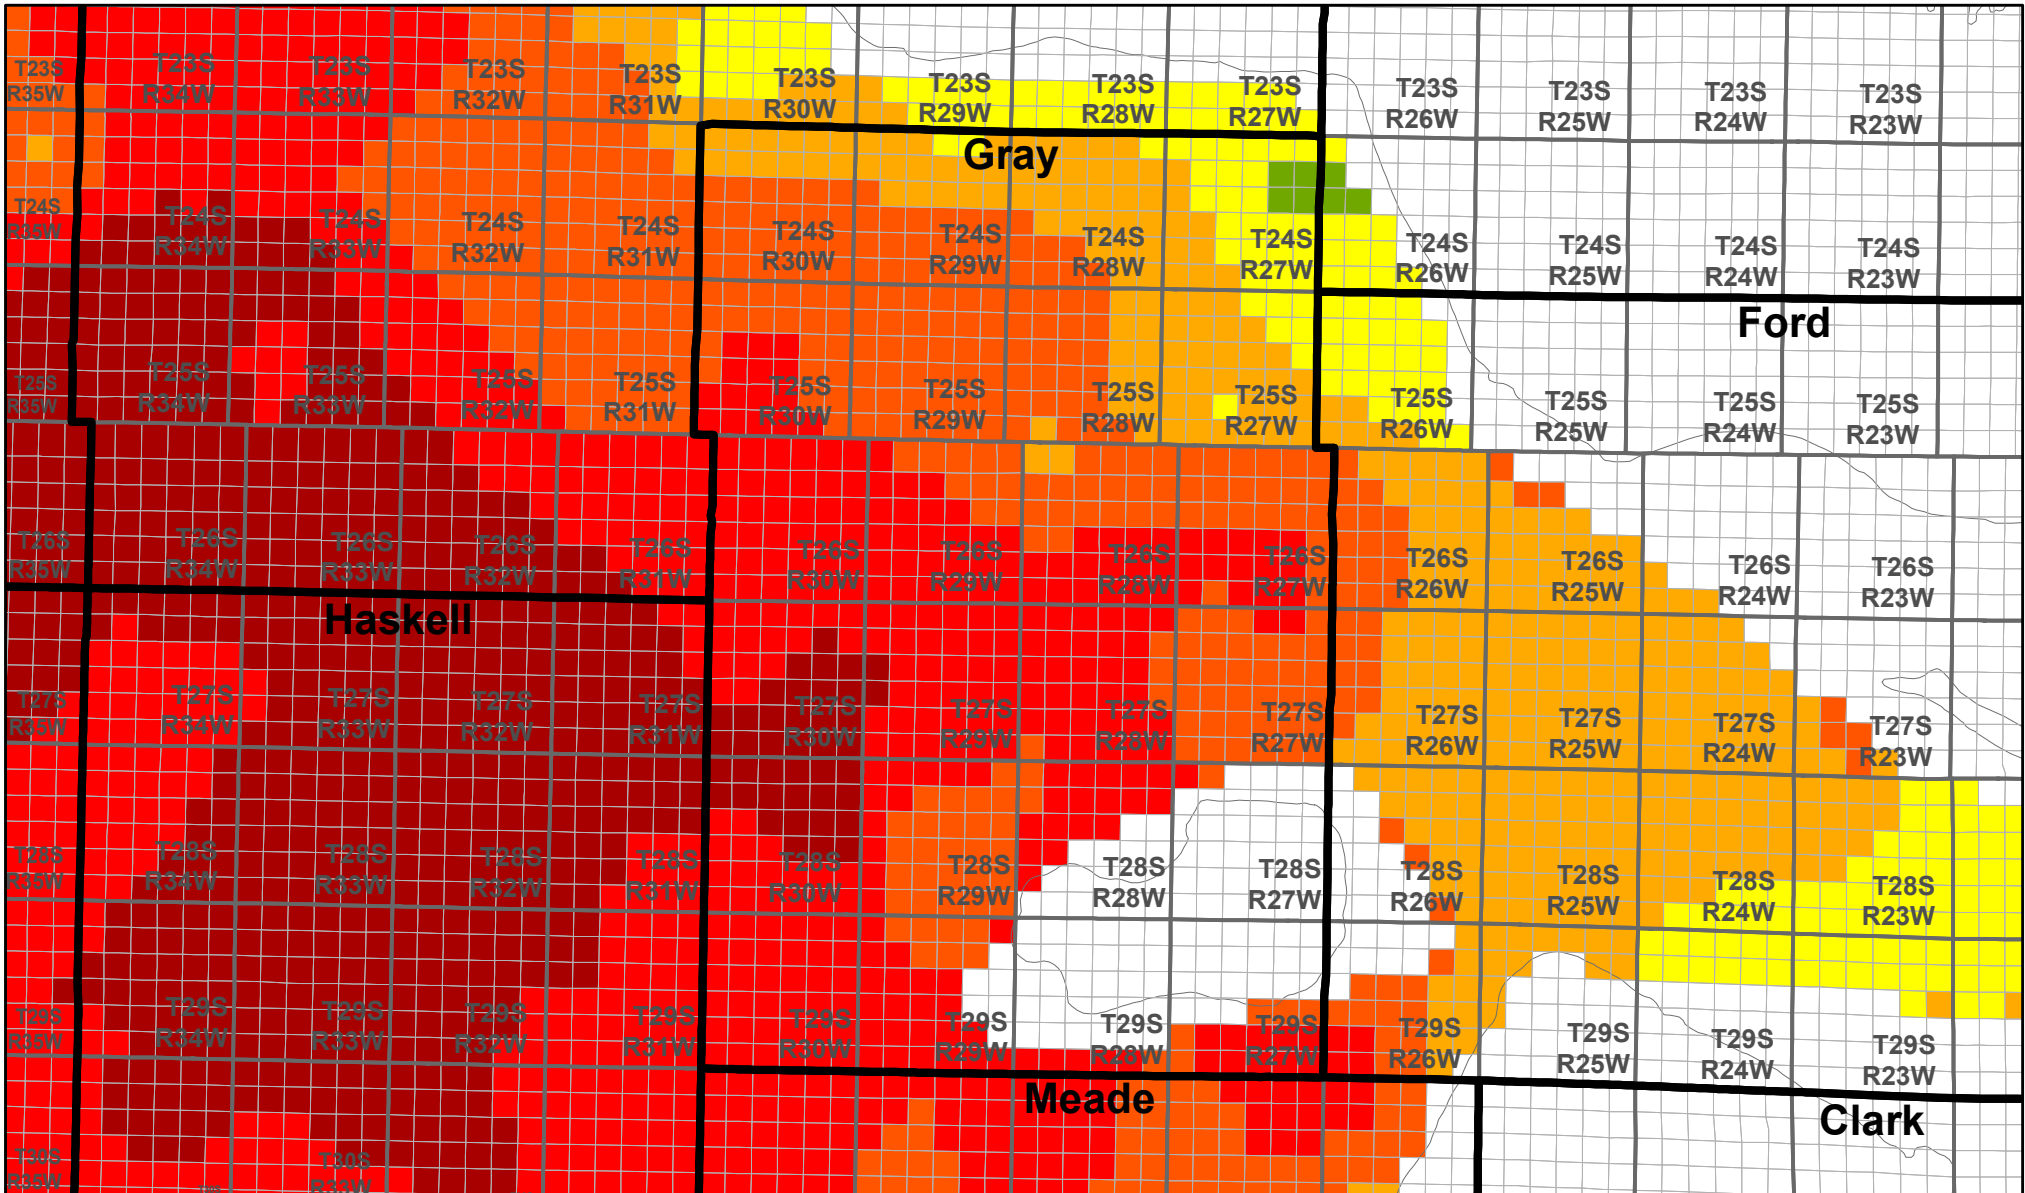 T23S T23S T23S T23S T23S T23S T23S T23S T23S T23S T23S T23S T23S
R35W R34W R33W R32W R31W R30W R29W R28W R27W R26W R25W R24W R23W
Gray
T24S T24S T24S T24S T24S T24S T24S T24S T24S T24S T24S T24S T24S
R35W R34W R33W R32W R31W R30W R29W R28W R27W R26W R25W R24W R23W
Ford
T25S T25S T25S T25S T25S T25S T25S T25S T25S T25S T25S T25S T25S
R35W R34W R33W R32W R31W R30W R29W R28W R27W R26W R25W R24W R23W
T26S T26S T26S T26S T26S T26S T26S T26S T26S T26S T26S T26S T26S
R35W R34W R33W R32W R31W R30W R29W R28W R27W R26W R25W R24W R23W
Haskell
T27S T27S T27S T27S T27S T27S T27S T27S T27S T27S T27S T27S T27S
R35W R34W R33W R32W R31W R30W R29W R28W R27W R26W R25W R24W R23W
T28S T28S T28S T28S T28S T28S T28S T28S T28S T28S T28S T28S T28S
R35W R34W R33W R32W R31W R30W R29W R28W R27W R26W R25W R24W R23W
T29S T29S T29S T29S T29S T29S T29S T29S T29S T29S T29S T29S T29S
R35W R34W R33W R32W R31W R30W R29W R28W R27W R26W R25W R24W R23W
Meade
Clark
T30S T30S
R35W R33W